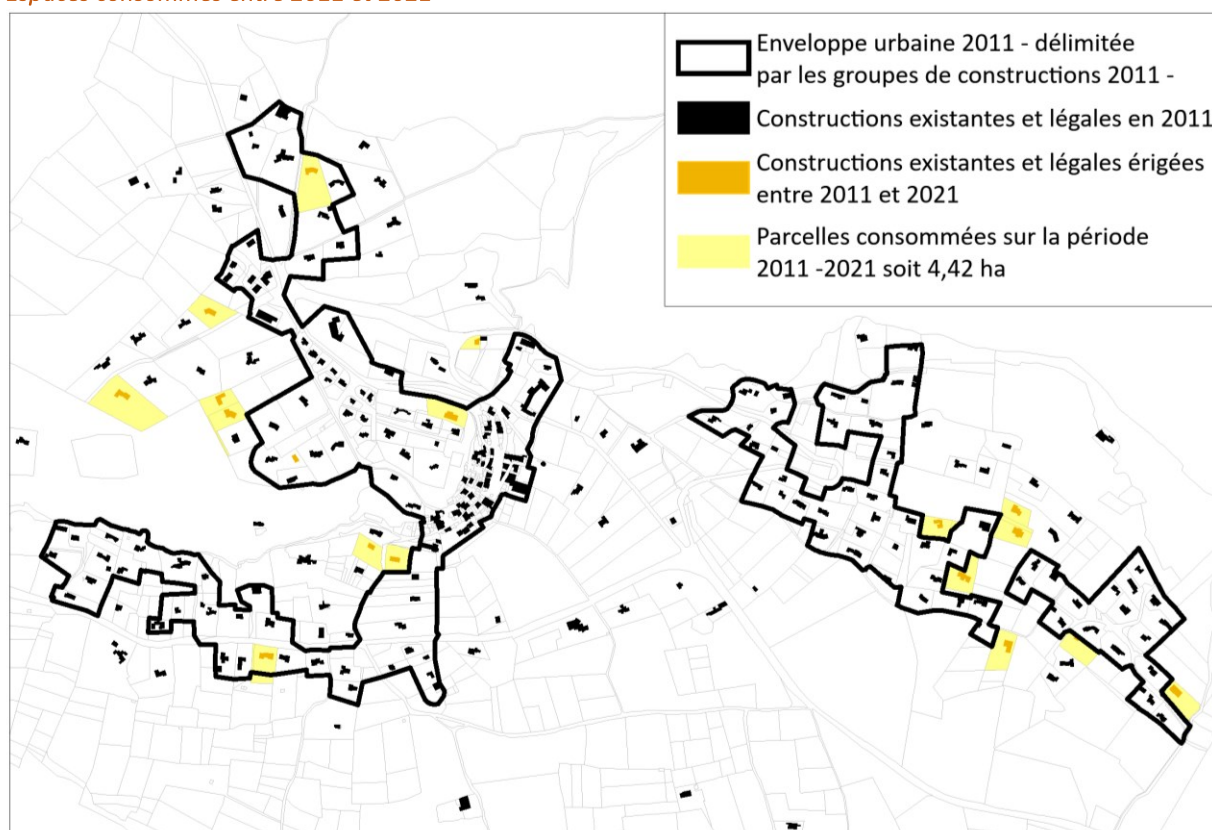 Enveloppe urbaine 2011 - délimitée
par les groupes de constructions 2011 -
Constructions existantes et légales en 2011
Constructions existantes et légales érigées
entre 2011 et 2021
Parcelles consommées sur la période
2011 -2021 soit 4,42 ha